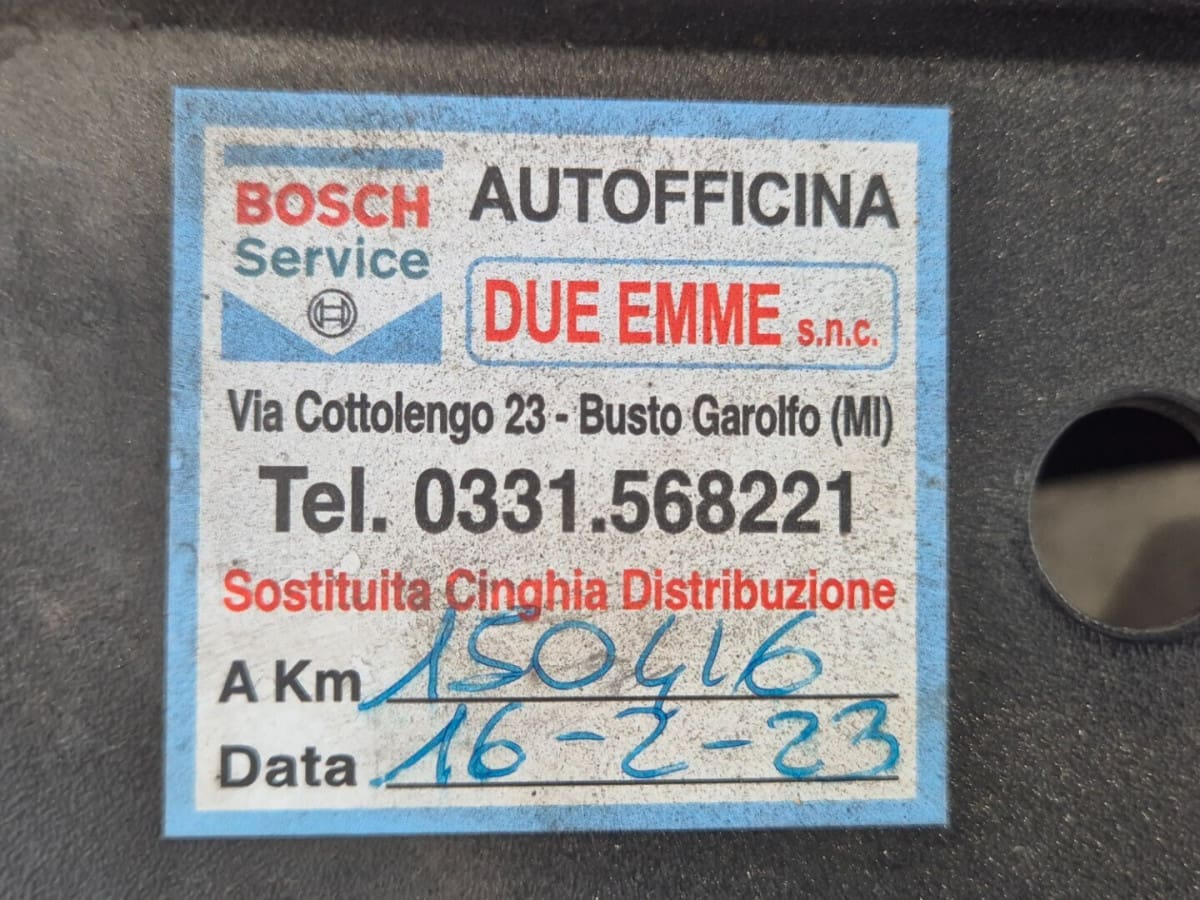 BOSCH
Service
AUTOFFICINA
DUE EMME s.n.c.
Via Cottolengo 23 - Busto Garolfo (MI)
Tel. 0331.568221
Sostituita Cinghia Distribuzione
A Km 150416
Data 16-2-23